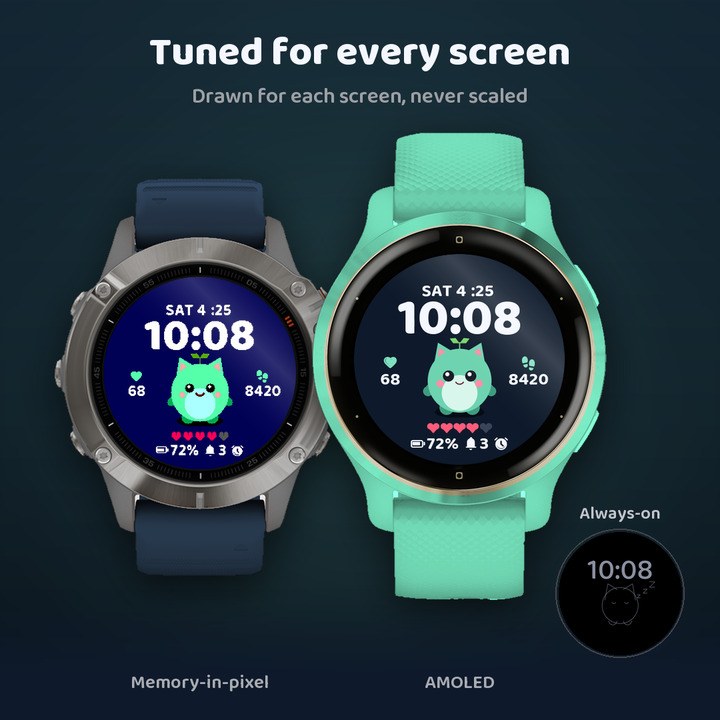 Tuned for every screen
Drawn for each screen, never scaled
SAT 4 :25
10:08
68
8420
72% 3
SAT 4 :25
10:08
68
8420
72% 3
Always-on
10:08
z z z
Memory-in-pixel
AMOLED